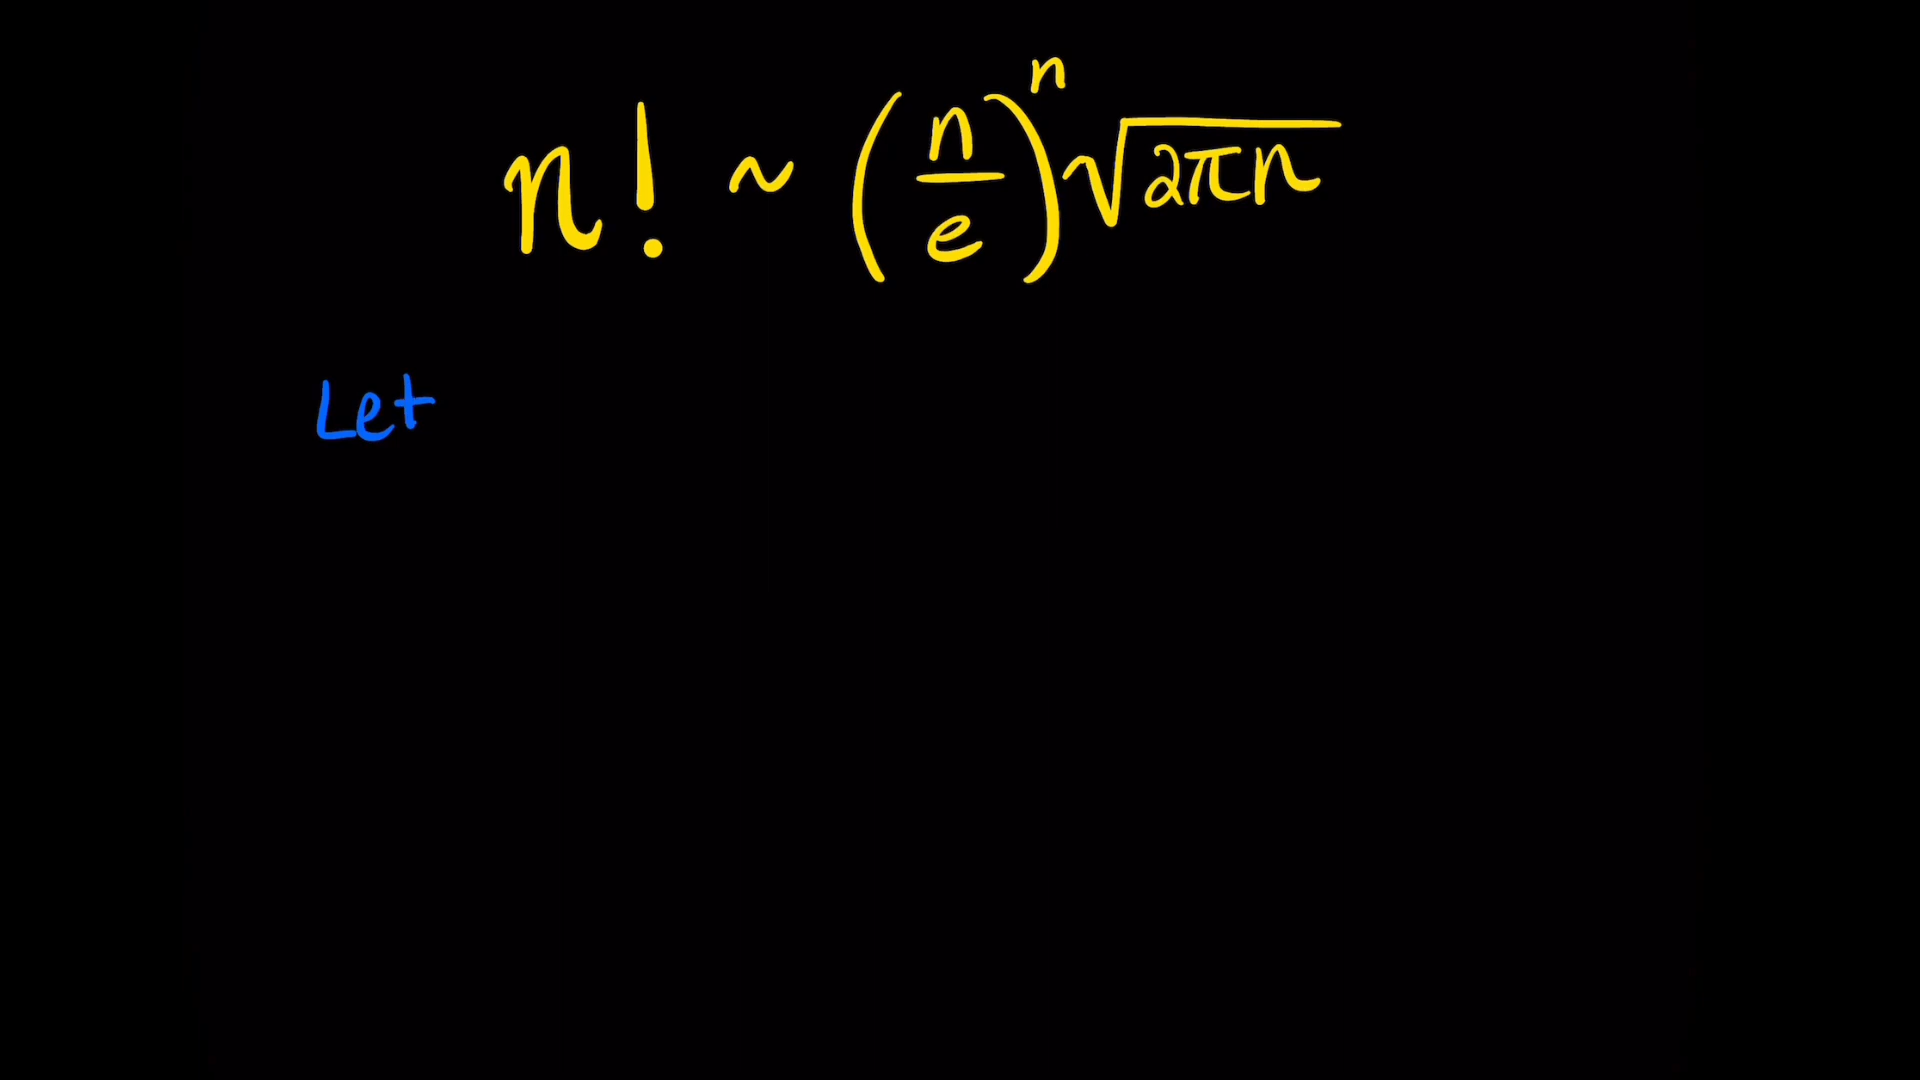 n! ~ (n/e)^n √(2πn)
Let